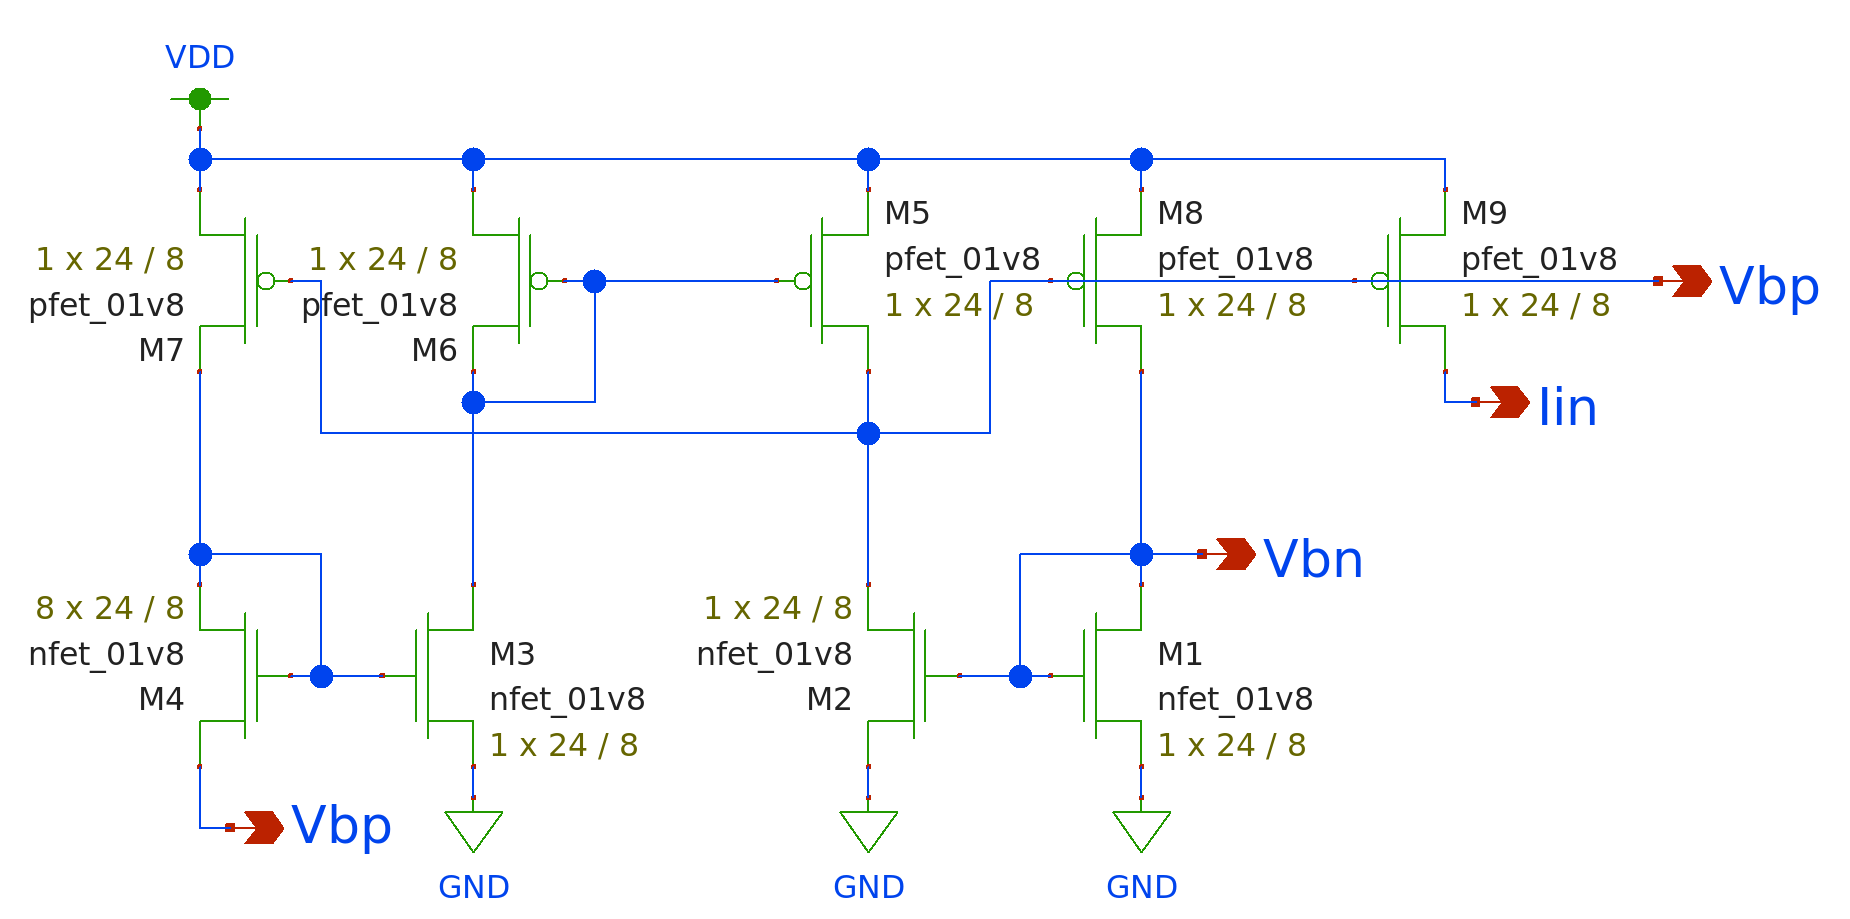 VDD
1 x 24 / 8
pfet_01v8
M7
1 x 24 / 8
pfet_01v8
M6
M5
pfet_01v8
1 x 24 / 8
M8
pfet_01v8
1 x 24 / 8
M9
pfet_01v8
1 x 24 / 8
Vbp
Iin
Vbn
8 x 24 / 8
nfet_01v8
M4
M3
nfet_01v8
1 x 24 / 8
1 x 24 / 8
nfet_01v8
M2
M1
nfet_01v8
1 x 24 / 8
Vbp
GND
GND
GND